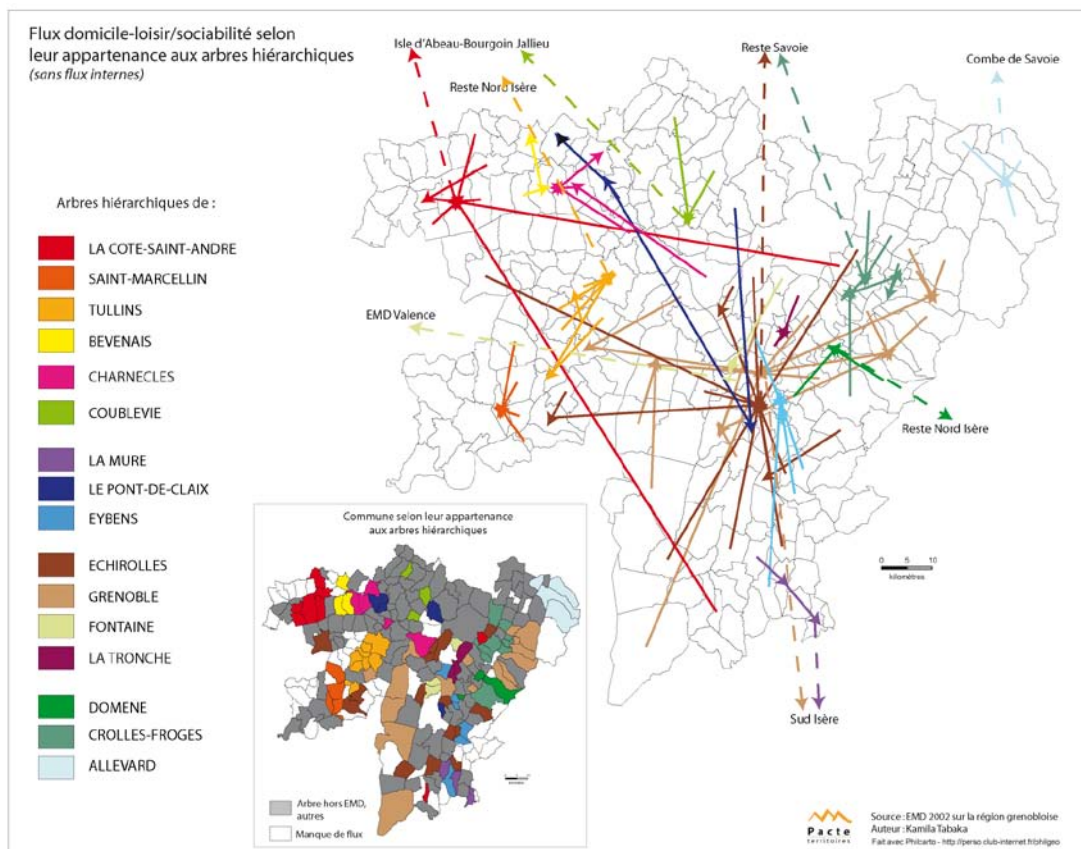 Flux domicile-loisir/sociabilité selon
leur appartenance aux arbres hiérarchiques
(sans flux internes)
Isle d'Abeau-Bourgoin Jallieu
Reste Savoie
Combe de Savoie
Reste Nord Isère
Arbres hiérarchiques de :
LA COTE-SAINT-ANDRE
SAINT-MARCELLIN
TULLINS
BEVENAIS
CHARNECLES
COUBLEVIE
LA MURE
LE PONT-DE-CLAIX
EYBENS
ECHIROLLES
GRENOBLE
FONTAINE
LA TRONCHE
DOMENE
CROLLES-FROGES
ALLEVARD
EMD Valence
Reste Nord Isère
0 5 10
kilomètres
Sud Isère
Commune selon leur appartenance
aux arbres hiérarchiques
Arbre hors EMD,
autres
Manque de flux
Pacte
territoires
Source : EMD 2002 sur la région grenobloise
Auteur : Kamila Tabaka
Fait avec Philcarto - http://perso.club-internet.fr/philgeo